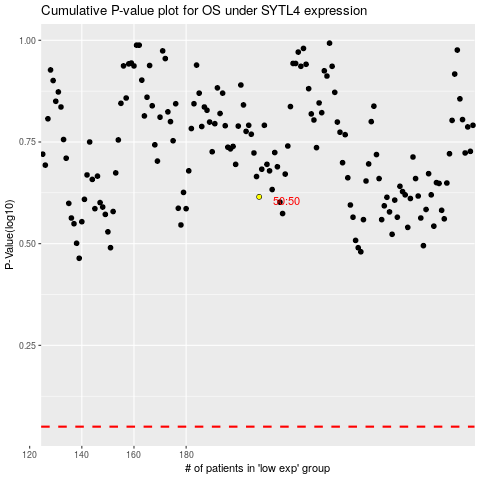 Cumulative P-value plot for OS under SYTL4 expression
P-Value(log10)
1.00
0.75
0.50
0.25
50:50
120 140 160 180
# of patients in 'low exp' group